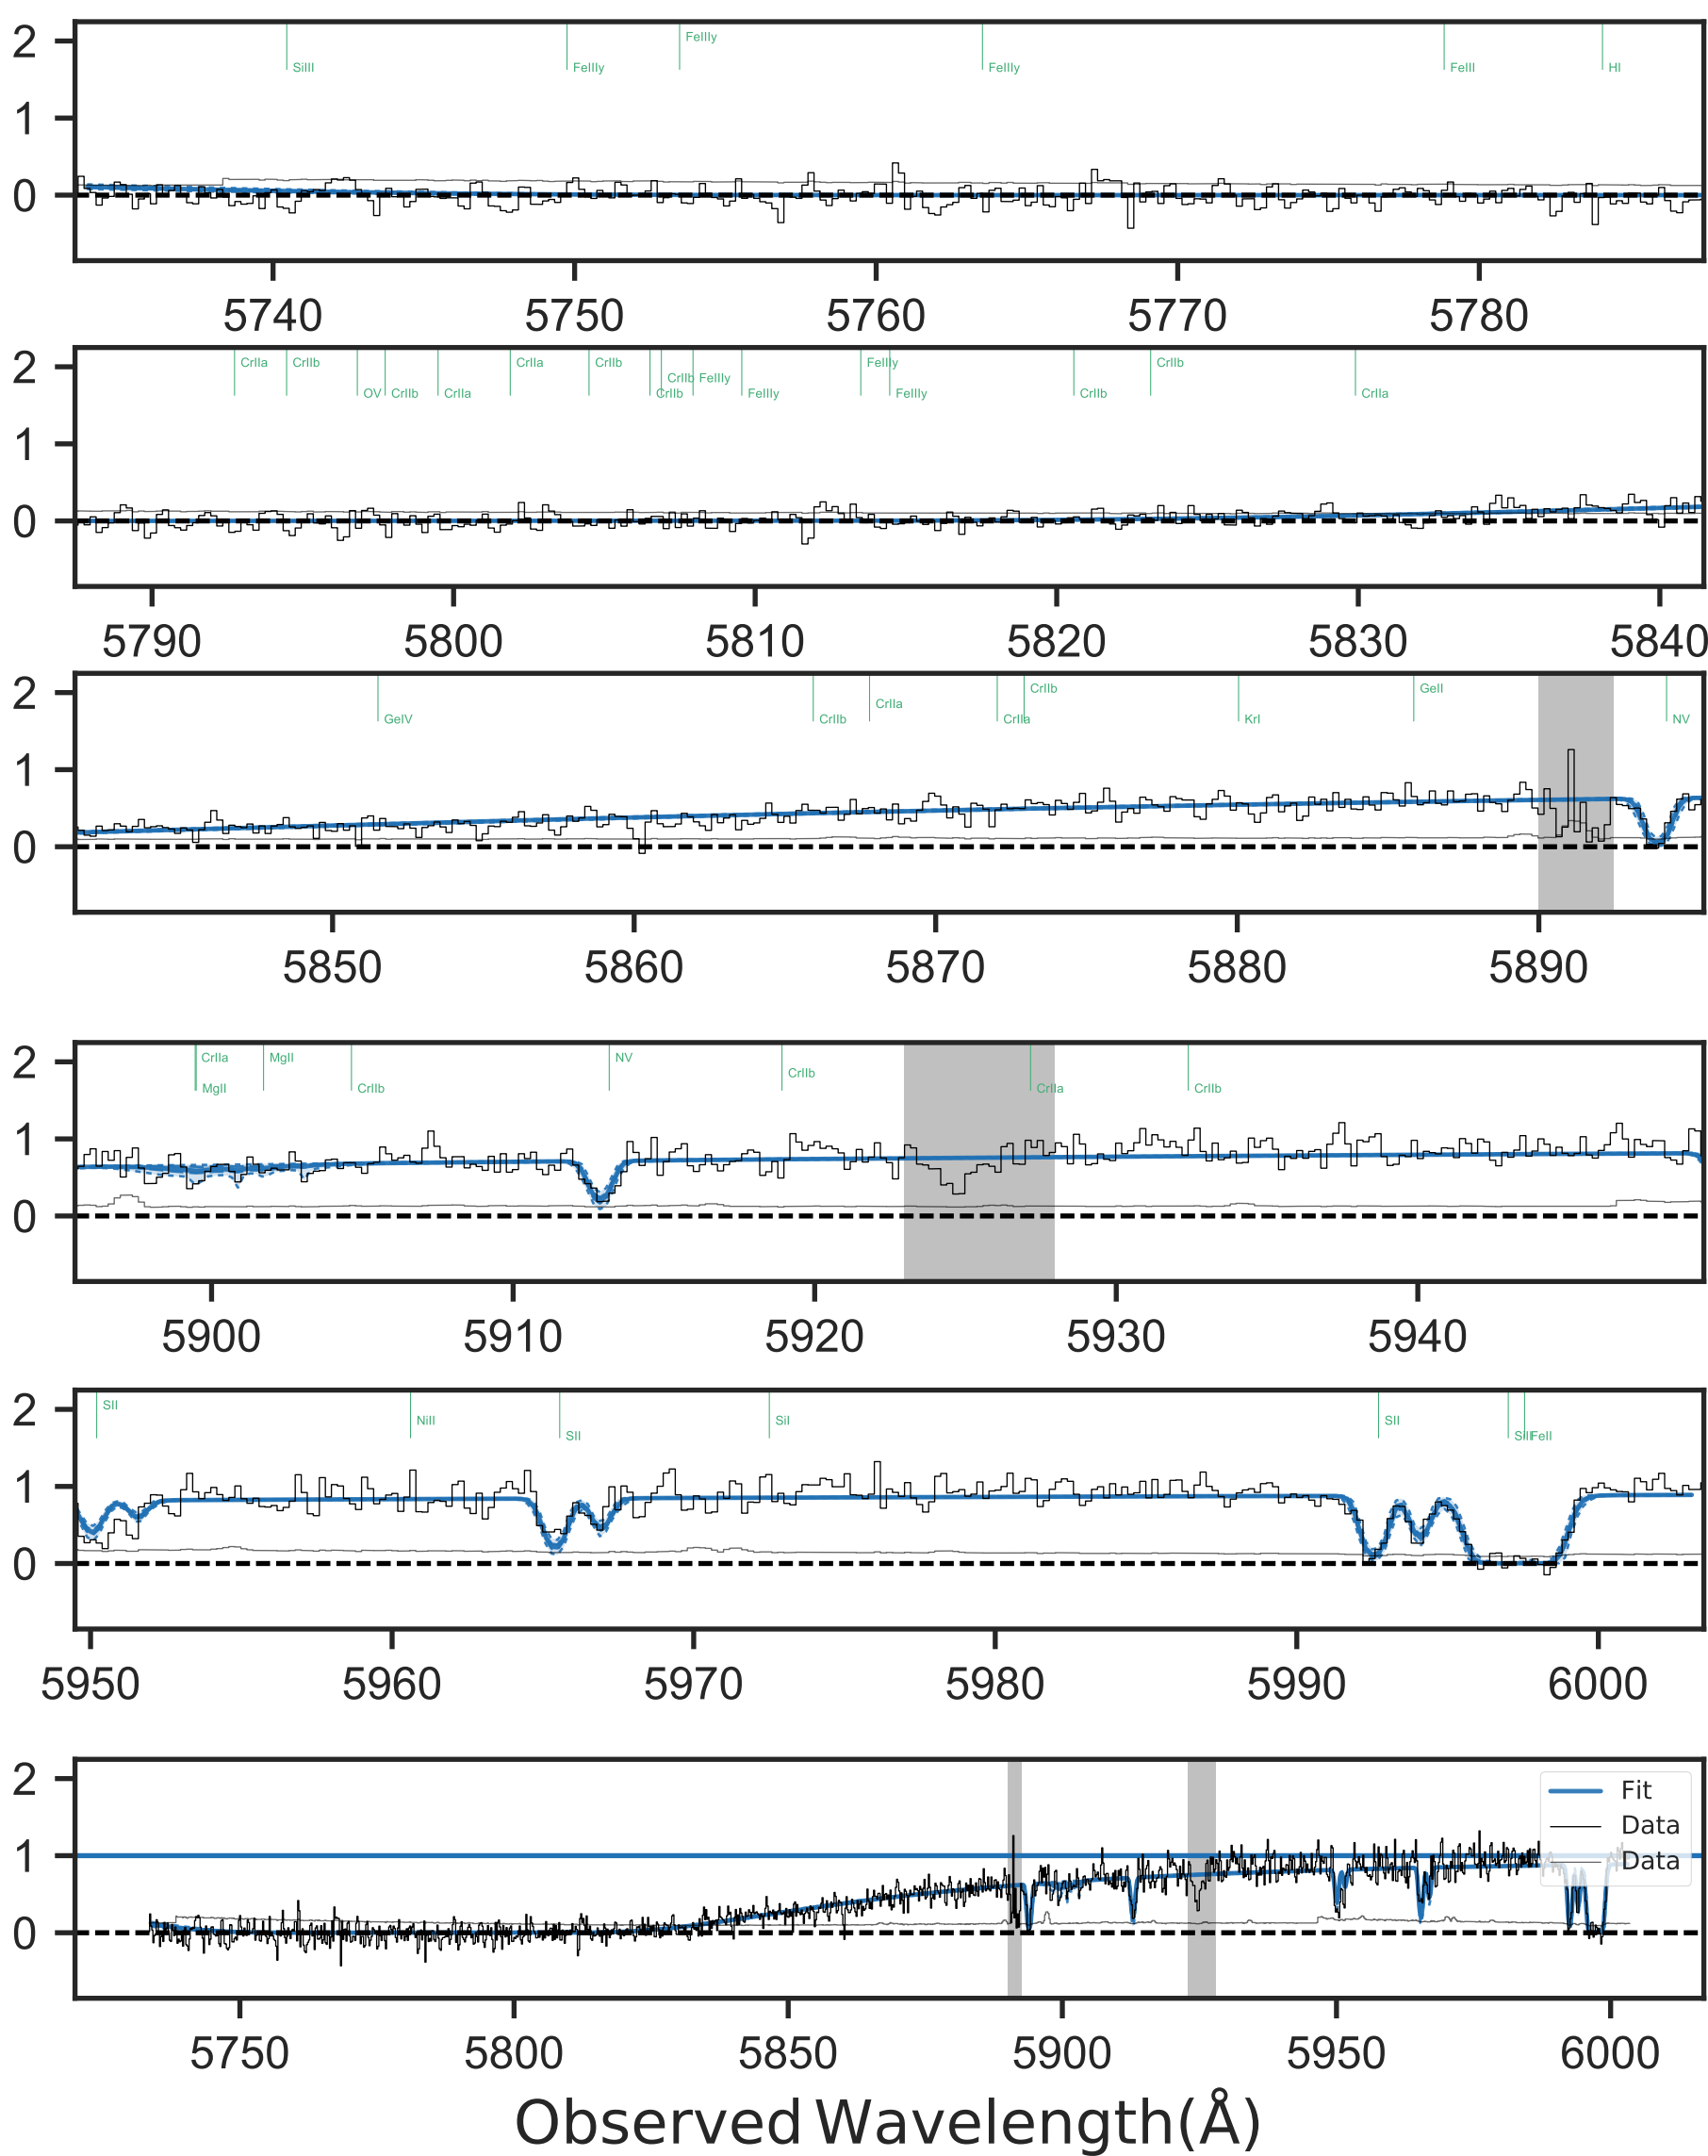 2
FeIIIy
SiIII FeIIIy FeIIIy FeIII HI
1
0
5740 5750 5760 5770 5780
2
CrIIa CrIIb CrIIa CrIIb FeIIIy CrIIb
CrIIb FeIIIy
OV CrIIb CrIIa CrIIb FeIIIy FeIIIy CrIIb CrIIa
1
0
5790 5800 5810 5820 5830 5840
2
CrIIb GeII
CrIIa
GeIV CrIIb CrIIa KrI NV
1
0
5850 5860 5870 5880 5890
2
CrIIa MgII NV
CrIIb
MgII CrIIb CrIIa CrIIb
1
0
5900 5910 5920 5930 5940
2
SII
NiII SiI SII
SII FeII
1
0
5950 5960 5970 5980 5990 6000
2
Fit
Data
Data
1
0
5750 5800 5850 5900 5950 6000
Observed Wavelength(Å)